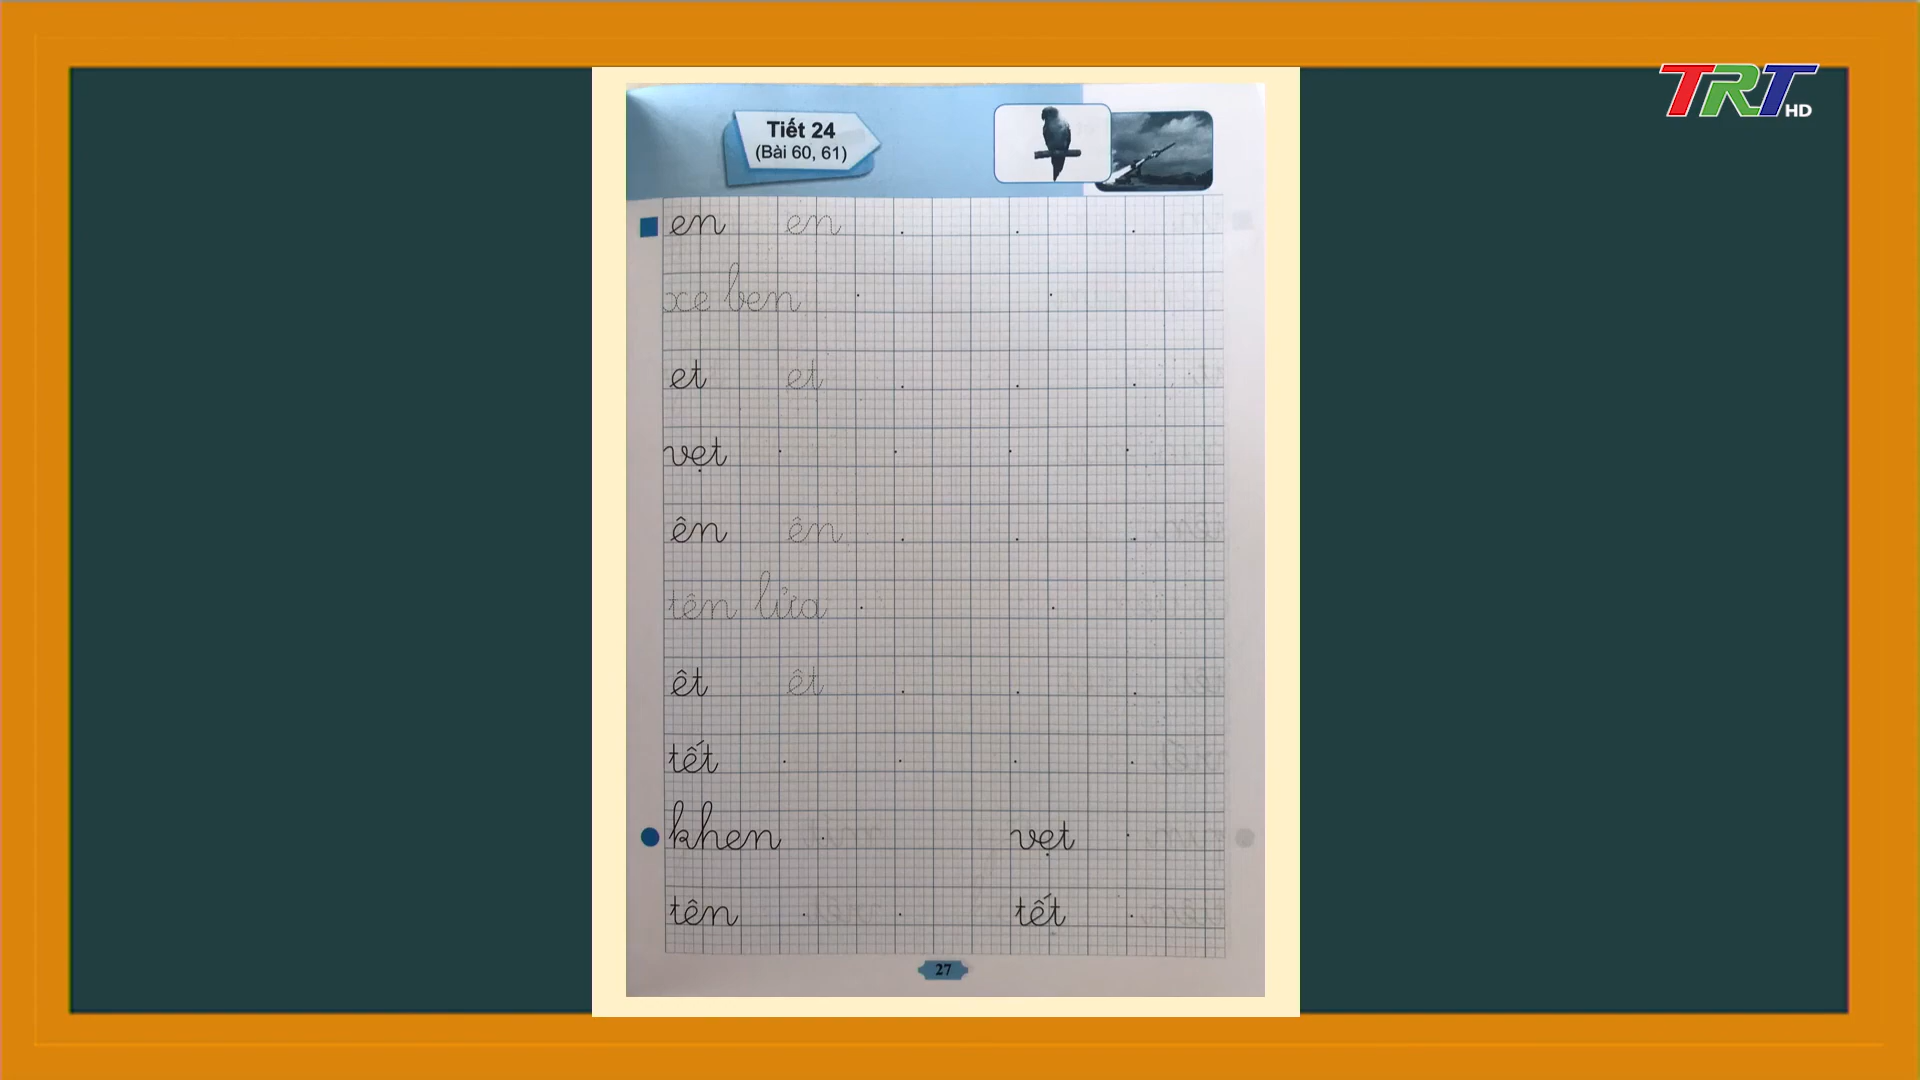 TRT HD
Tiết 24
(Bài 60, 61)
en en
xe ben
et et
vẹt
ên ên
tên lửa
êt êt
tết
khen vẹt
tên tết
27